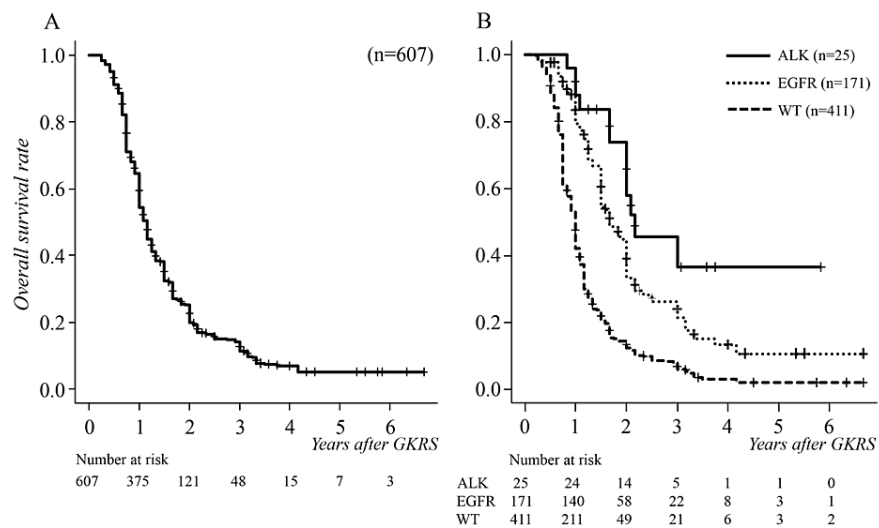 A
(n=607)
1.0
0.8
0.6
0.4
0.2
0.0
Overall survival rate
0 1 2 3 4 5 6
Years after GKRS
Number at risk
607 375 121 48 15 7 3
B
ALK (n=25)
EGFR (n=171)
WT (n=411)
1.0
0.8
0.6
0.4
0.2
0.0
0 1 2 3 4 5 6
Years after GKRS
Number at risk
ALK 25 24 14 5 1 1 0
EGFR 171 140 58 22 8 3 1
WT 411 211 49 21 6 3 2